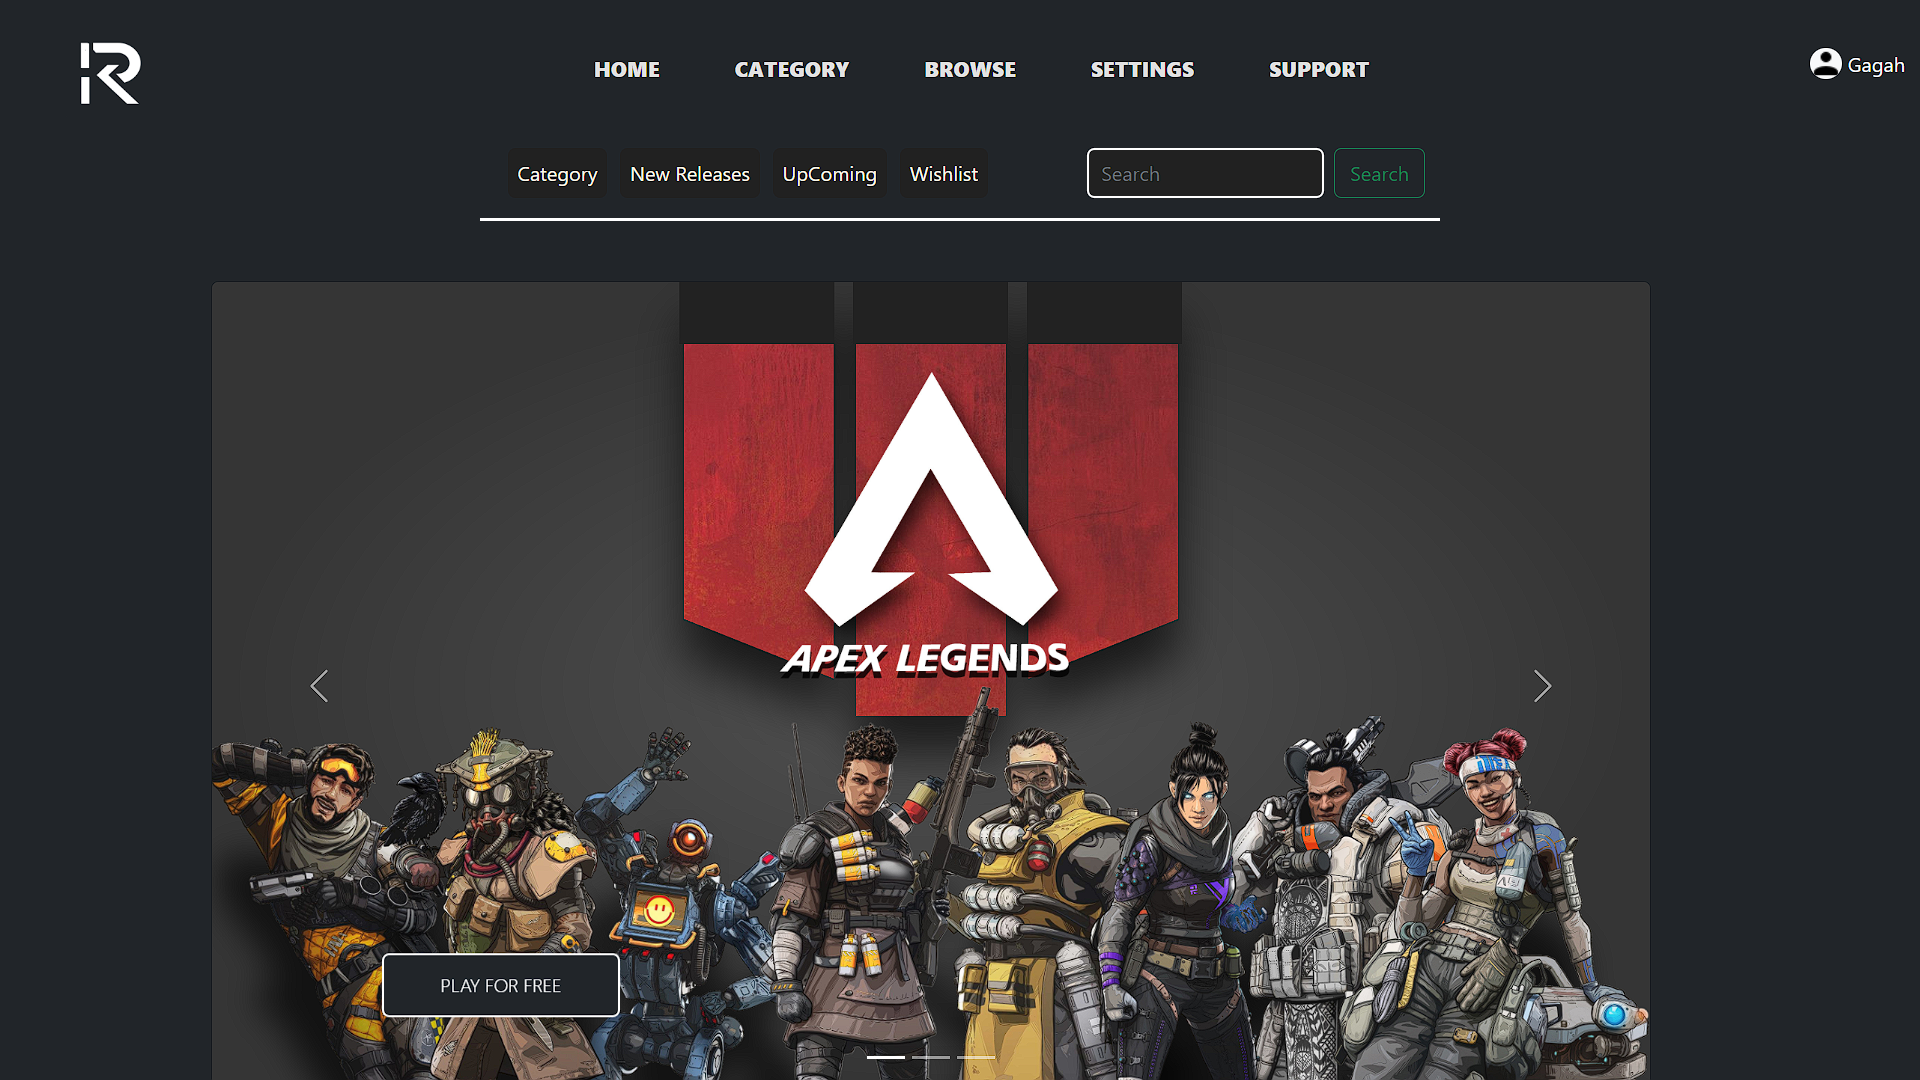 HOME CATEGORY BROWSE SETTINGS SUPPORT
Gagah
Category New Releases UpComing Wishlist
Search Search
APEX LEGENDS
PLAY FOR FREE